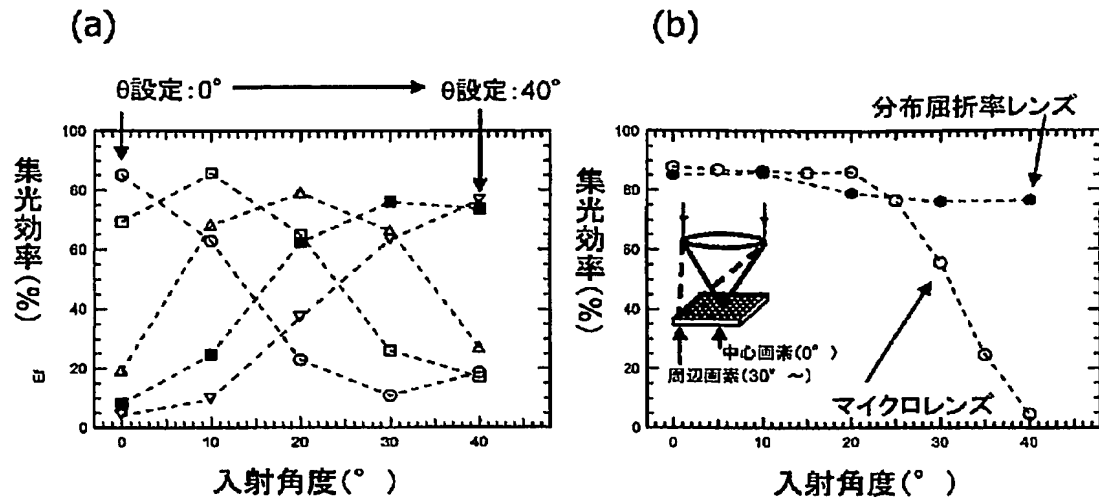 (a)
θ設定:0°
θ設定:40°
100
80
60
40
20
0
集光効率(%)
Er
0 10 20 30 40
入射角度(° )
(b)
分布屈折率レンズ
100
80
60
40
20
0
集光効率(%)
中心画素(0° )
周辺画素(30° ~)
マイクロレンズ
0 10 20 30 40
入射角度(° )